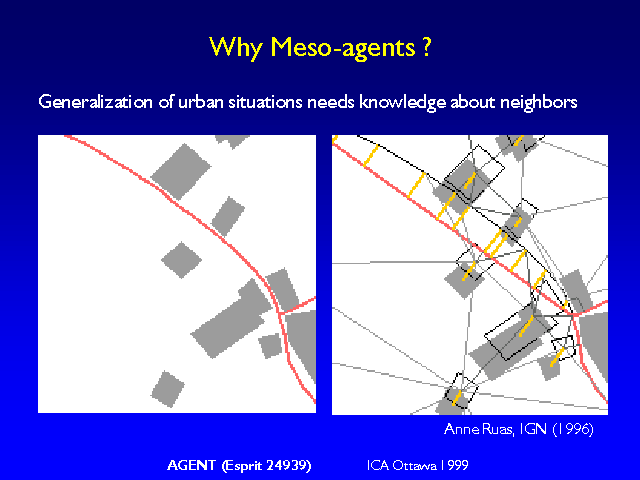 Why Meso-agents ?
Generalization of urban situations needs knowledge about neighbors
Anne Ruas, IGN (1996)
AGENT (Esprit 24939) ICA Ottawa 1999